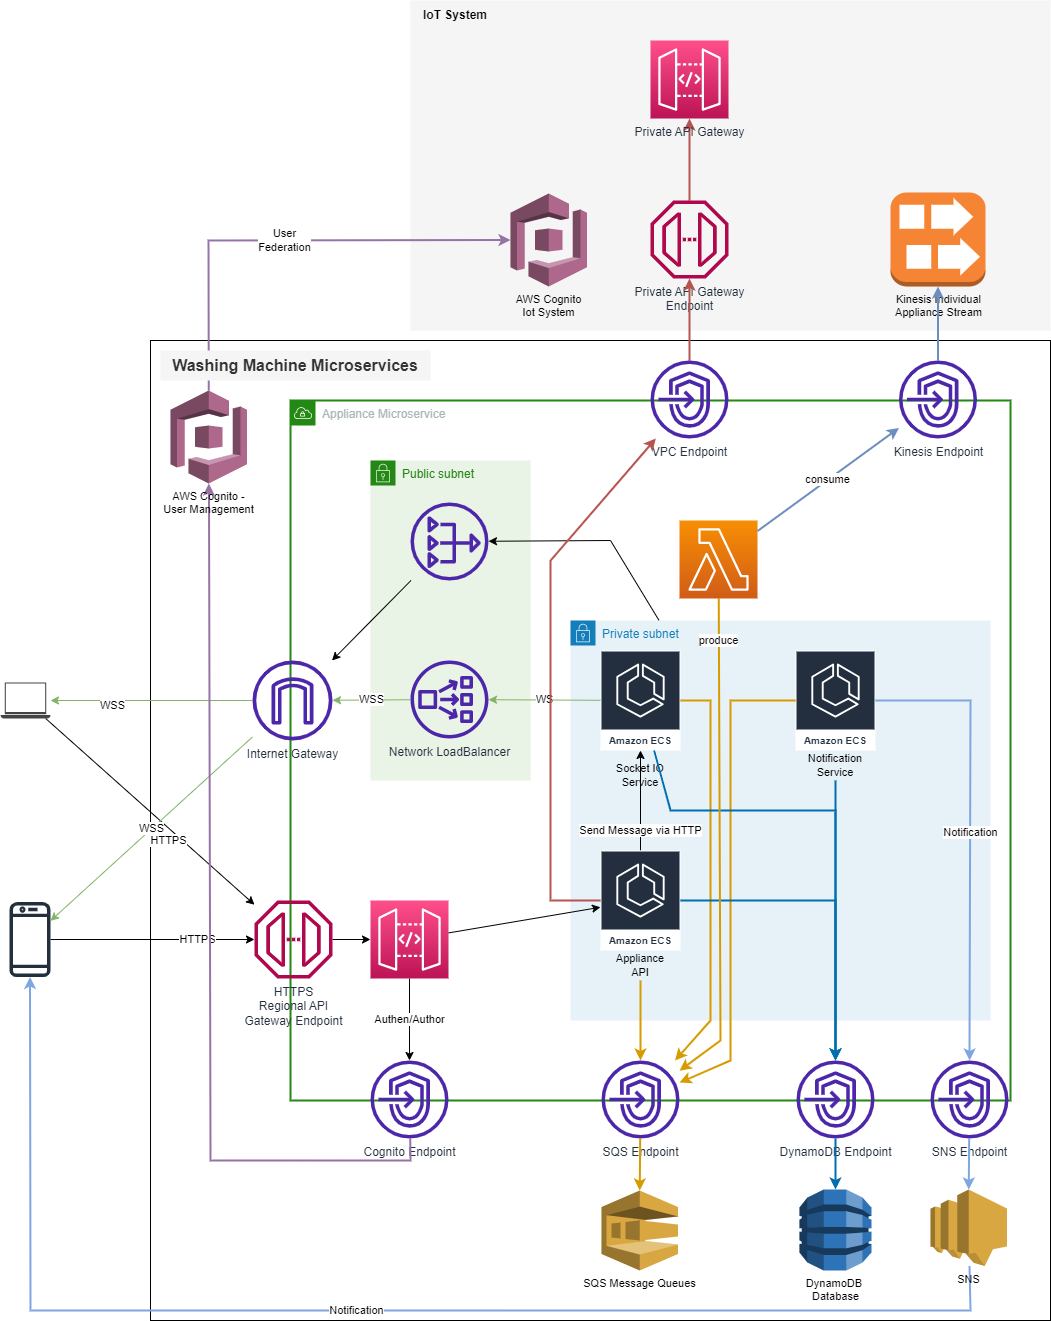 IoT System
Private API Gateway
User
Federation
AWS Cognito
Iot System
Private API Gateway
Endpoint
Kinesis Individual
Appliance Stream
Washing Machine Microservices
Appliance Microservice
VPC Endpoint
Kinesis Endpoint
AWS Cognito -
User Management
Public subnet
consume
Private subnet
produce
WSS
WSS
WS
Internet Gateway
Network LoadBalancer
Amazon ECS
Socket IO
Service
Amazon ECS
Notification
Service
WSS
HTTPS
Send Message via HTTP
Notification
HTTPS
Amazon ECS
Appliance
API
HTTPS
Regional API
Gateway Endpoint
Authen/Author
Cognito Endpoint
SQS Endpoint
DynamoDB Endpoint
SNS Endpoint
SQS Message Queues
DynamoDB
Database
SNS
Notification